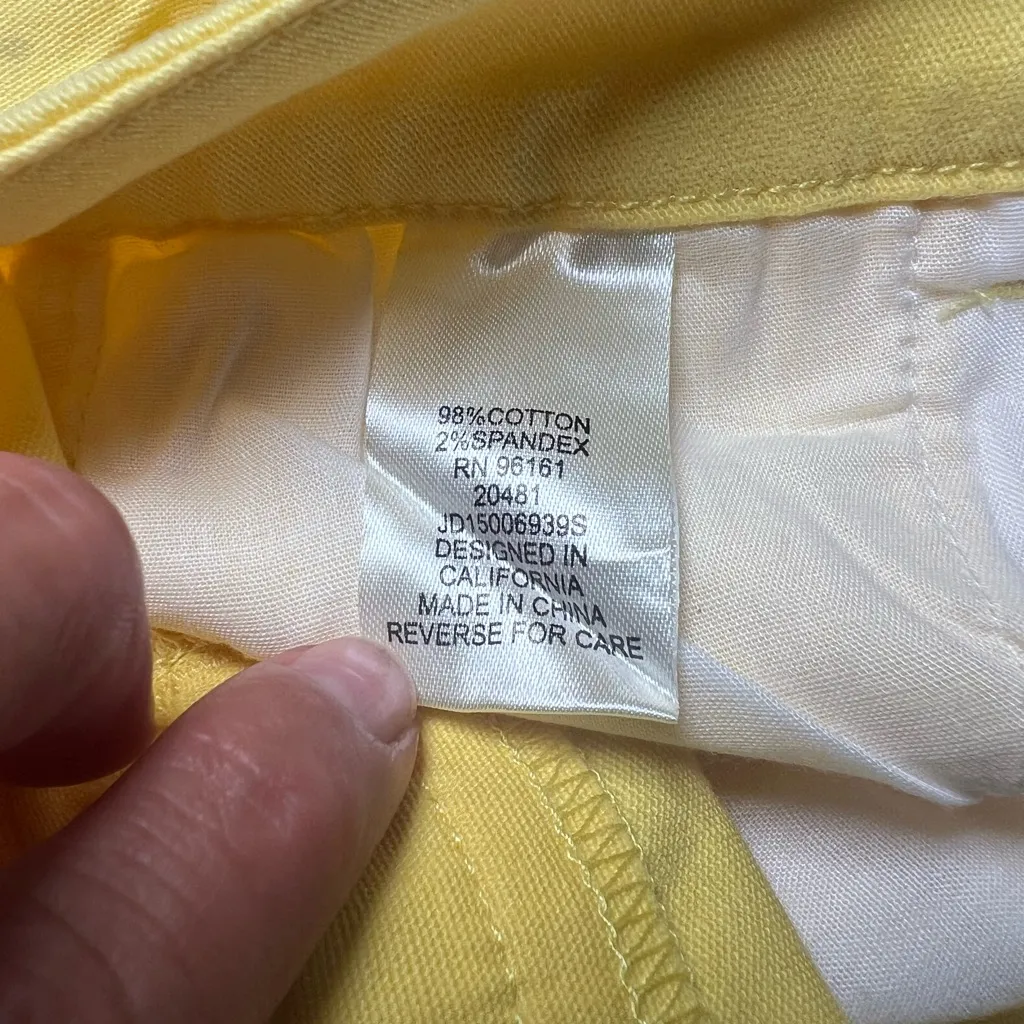 98%COTTON
2%SPANDEX
RN 96161
20481
JD15006939S
DESIGNED IN
CALIFORNIA
MADE IN CHINA
REVERSE FOR CARE